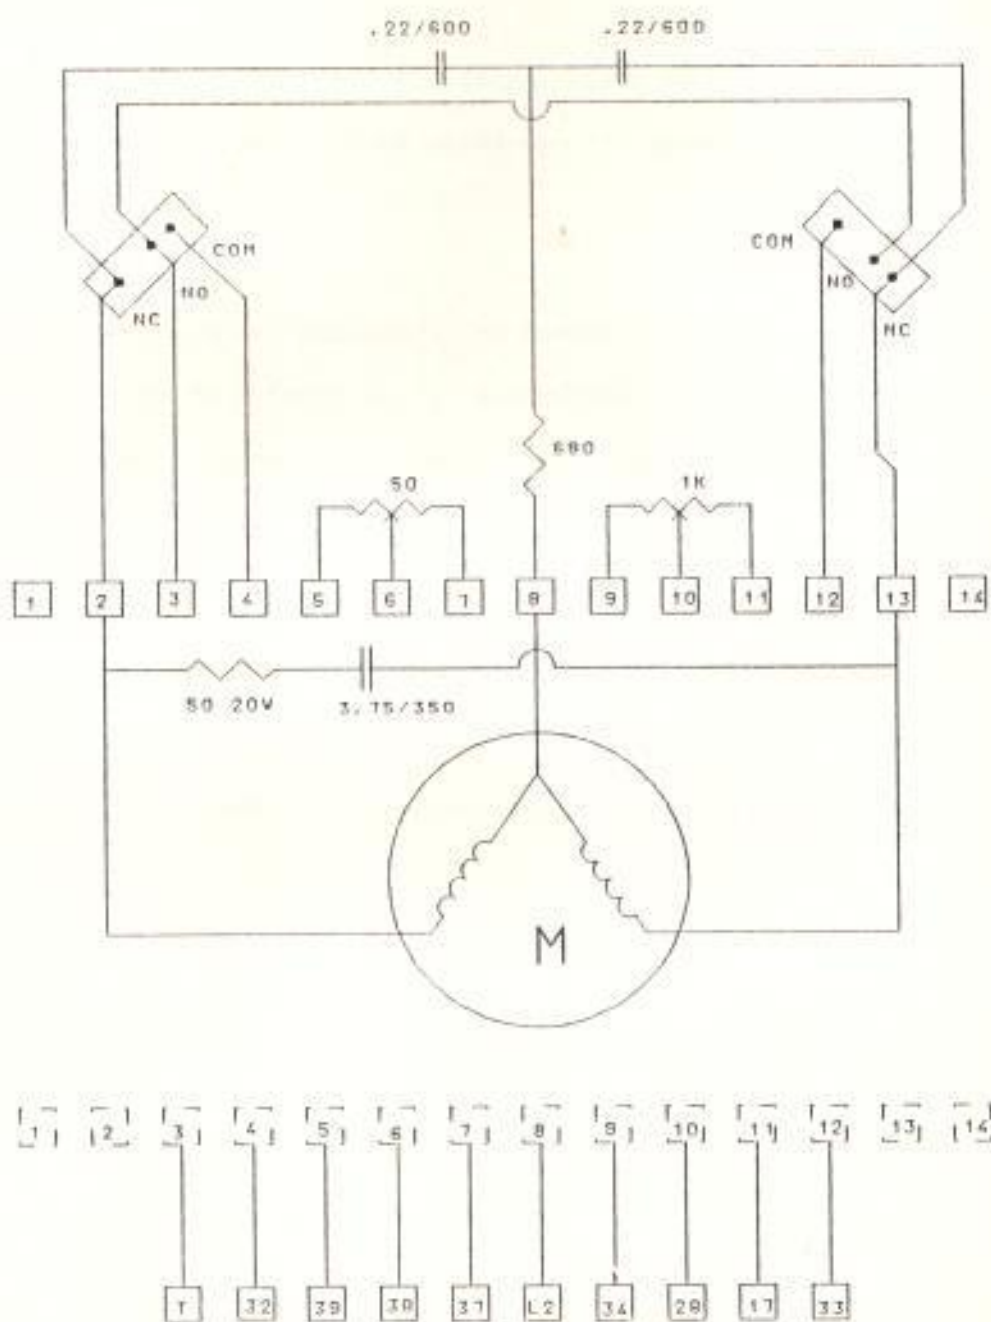 .22/600 .22/600
COM COM
NO NO
NC NC
680
50 1K
1 2 3 4 5 6 7 8 9 10 11 12 13 14
50 20W 3.75/350
M
1 2 3 4 5 6 7 8 9 10 11 12 13 14
T 32 39 38 37 L2 34 28 17 33